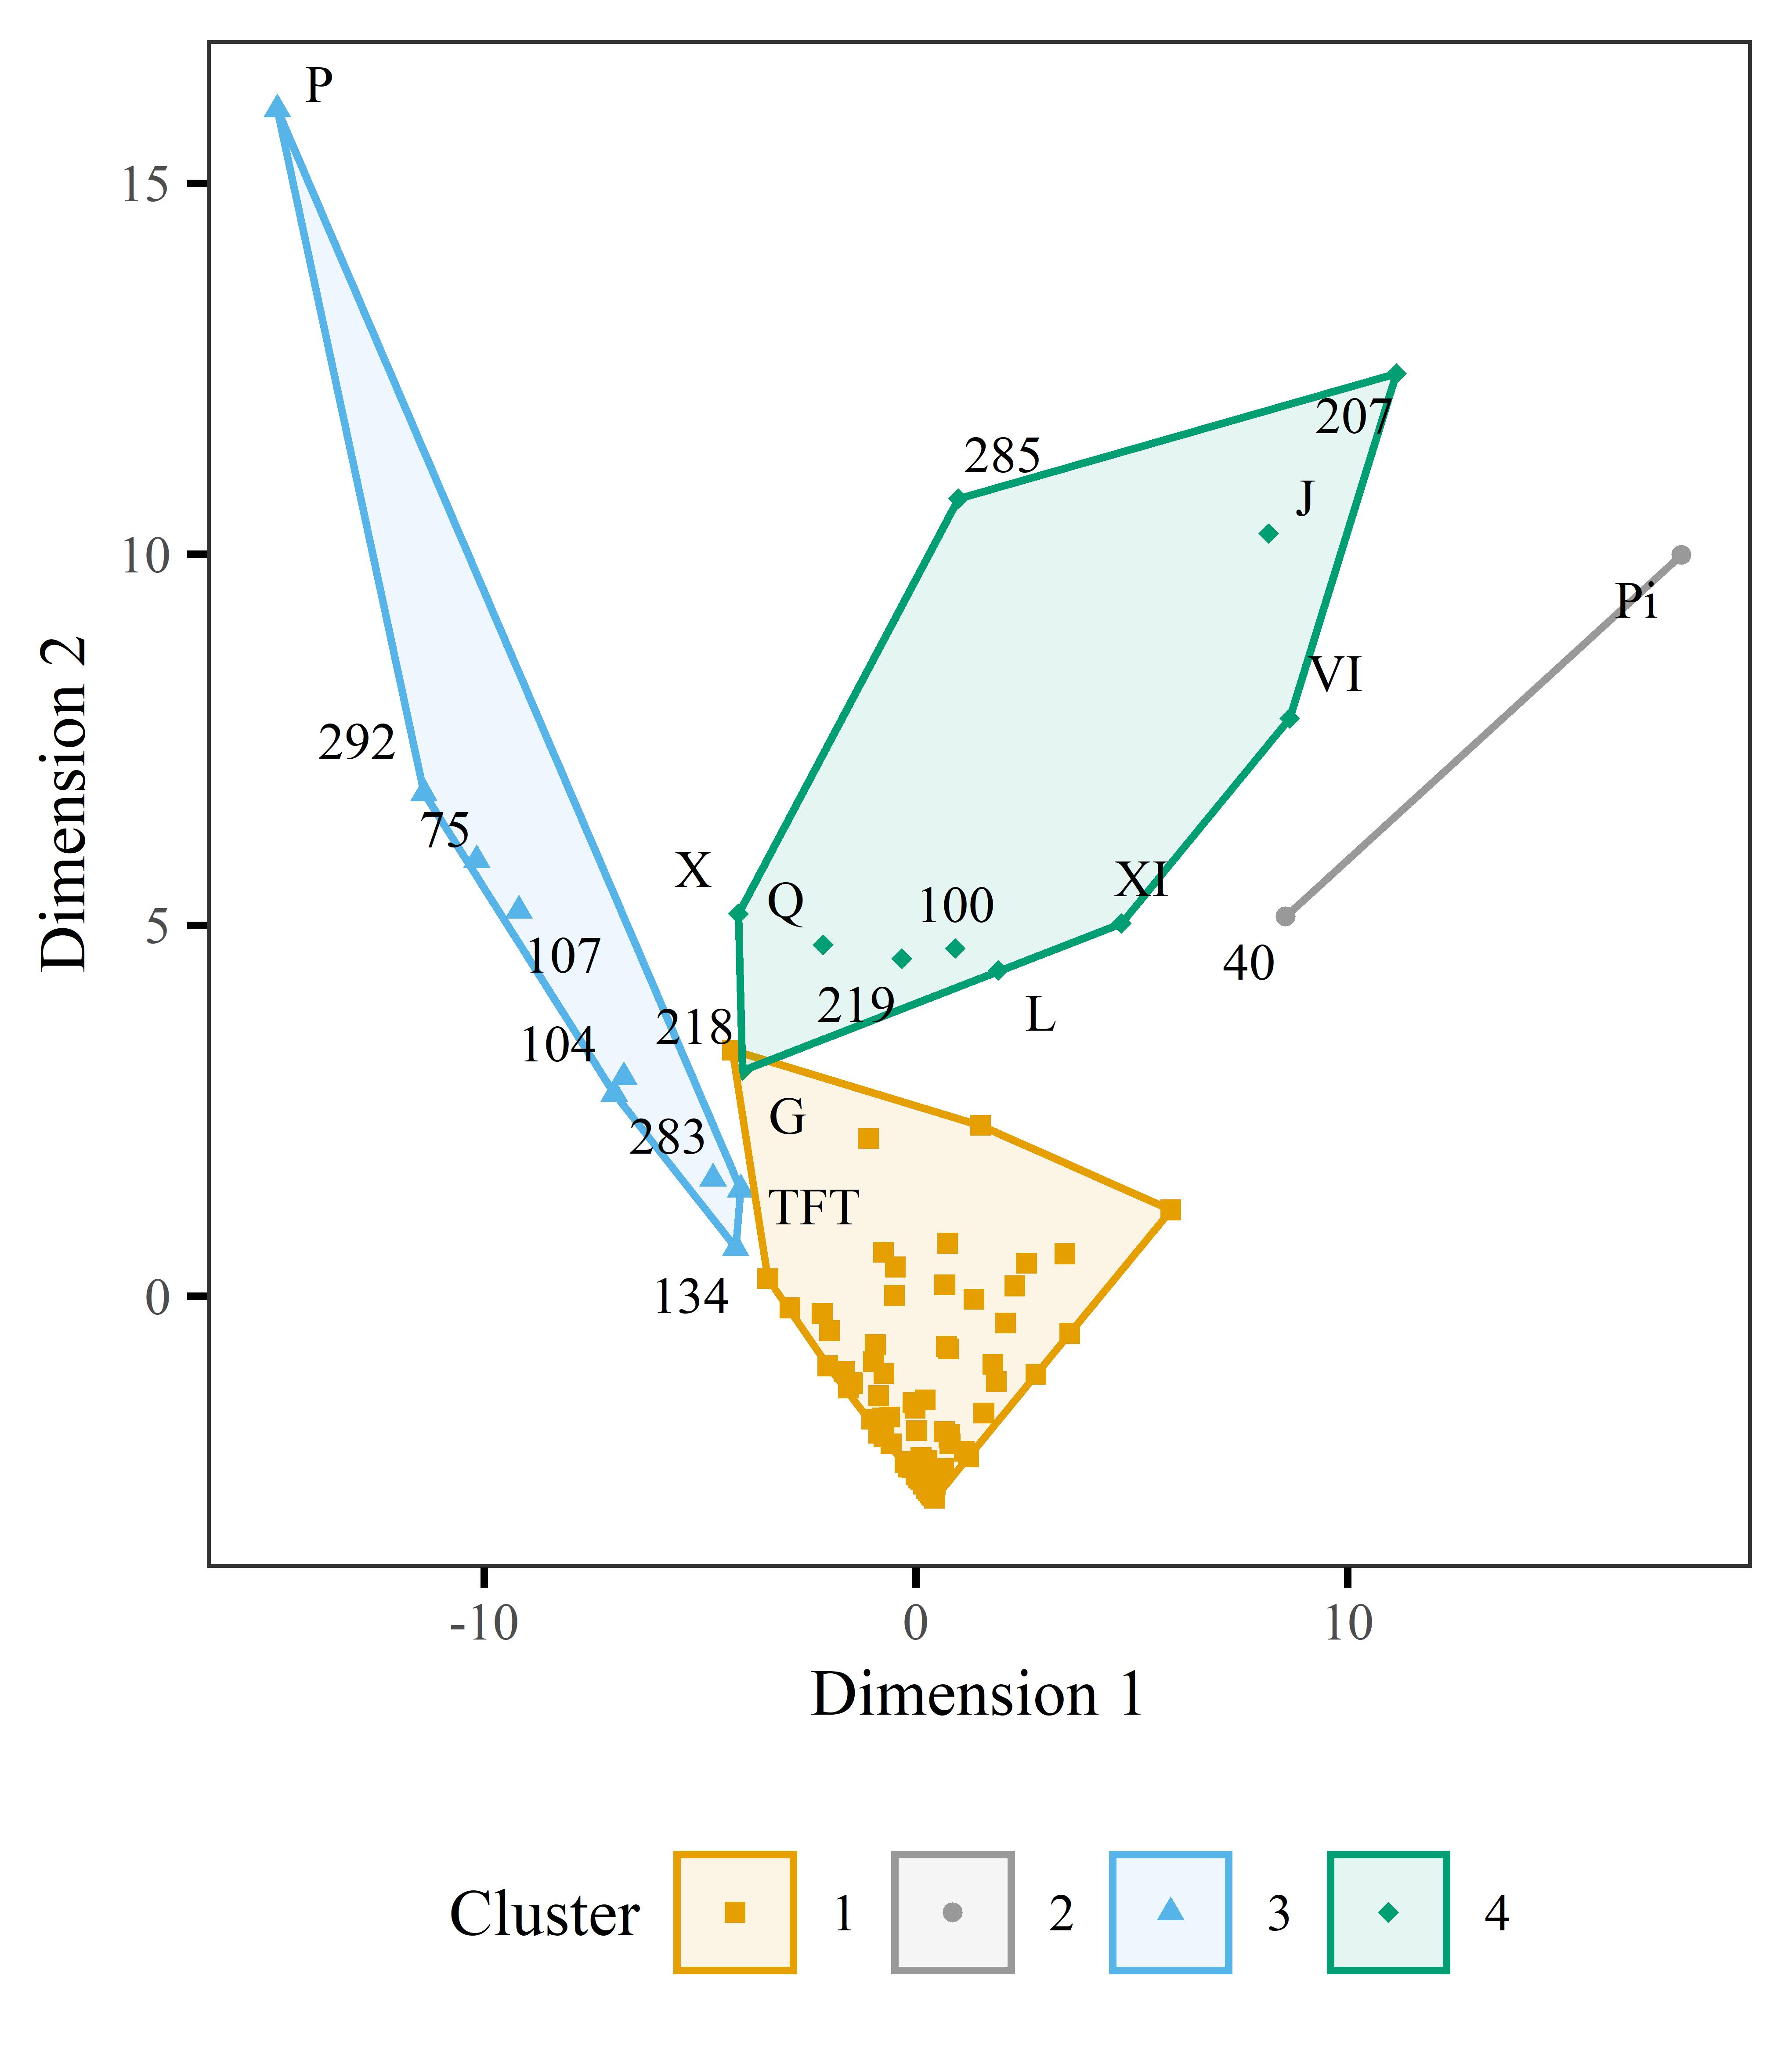 P
15
207
285
J
10
Pi
VI
292
75
X
XI
Q
100
5
107
40
219
L
218
104
G
283
TFT
0
134
-10 0 10
Dimension 1
Dimension 2
Cluster 1 2 3 4